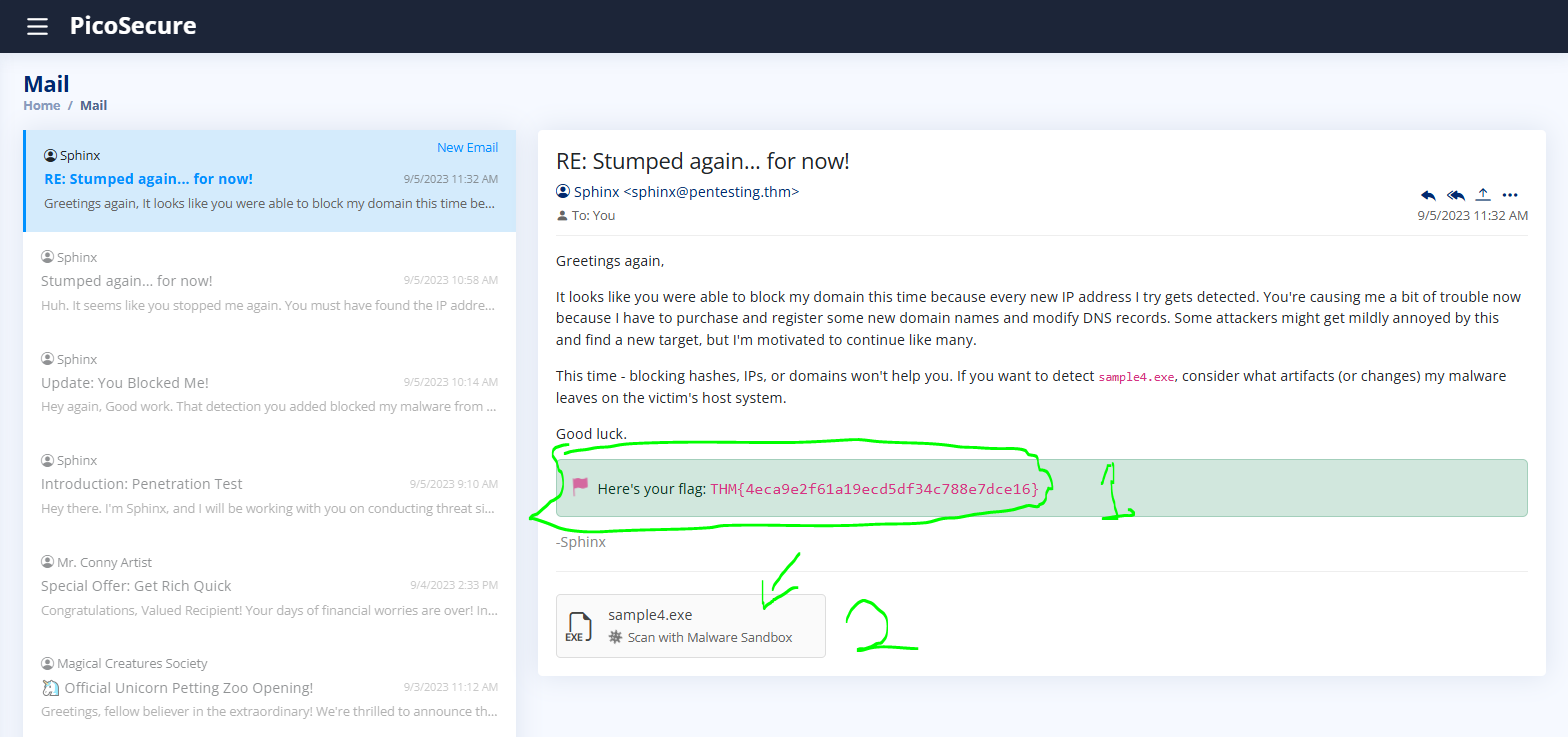 PicoSecure
Mail
Home / Mail
Sphinx
New Email
RE: Stumped again... for now!
9/5/2023 11:32 AM
Greetings again, It looks like you were able to block my domain this time be...
Sphinx
Stumped again... for now!
9/5/2023 10:58 AM
Huh. It seems like you stopped me again. You must have found the IP addre...
Sphinx
Update: You Blocked Me!
9/5/2023 10:14 AM
Hey again, Good work. That detection you added blocked my malware from ...
Sphinx
Introduction: Penetration Test
9/5/2023 9:10 AM
Hey there. I'm Sphinx, and I will be working with you on conducting threat si...
Mr. Conny Artist
Special Offer: Get Rich Quick
9/4/2023 2:33 PM
Congratulations, Valued Recipient! Your days of financial worries are over! In...
Magical Creatures Society
Official Unicorn Petting Zoo Opening!
9/3/2023 11:12 AM
Greetings, fellow believer in the extraordinary! We're thrilled to announce th...
RE: Stumped again... for now!
Sphinx <sphinx@pentesting.thm>
To: You
9/5/2023 11:32 AM
Greetings again,
It looks like you were able to block my domain this time because every new IP address I try gets detected. You're causing me a bit of trouble now
because I have to purchase and register some new domain names and modify DNS records. Some attackers might get mildly annoyed by this
and find a new target, but I'm motivated to continue like many.
This time - blocking hashes, IPs, or domains won't help you. If you want to detect sample4.exe, consider what artifacts (or changes) my malware
leaves on the victim's host system.
Good luck.
Here's your flag: THM{4eca9e2f61a19ecd5df34c788e7dce16}
1
-Sphinx
EXE
sample4.exe
Scan with Malware Sandbox
2